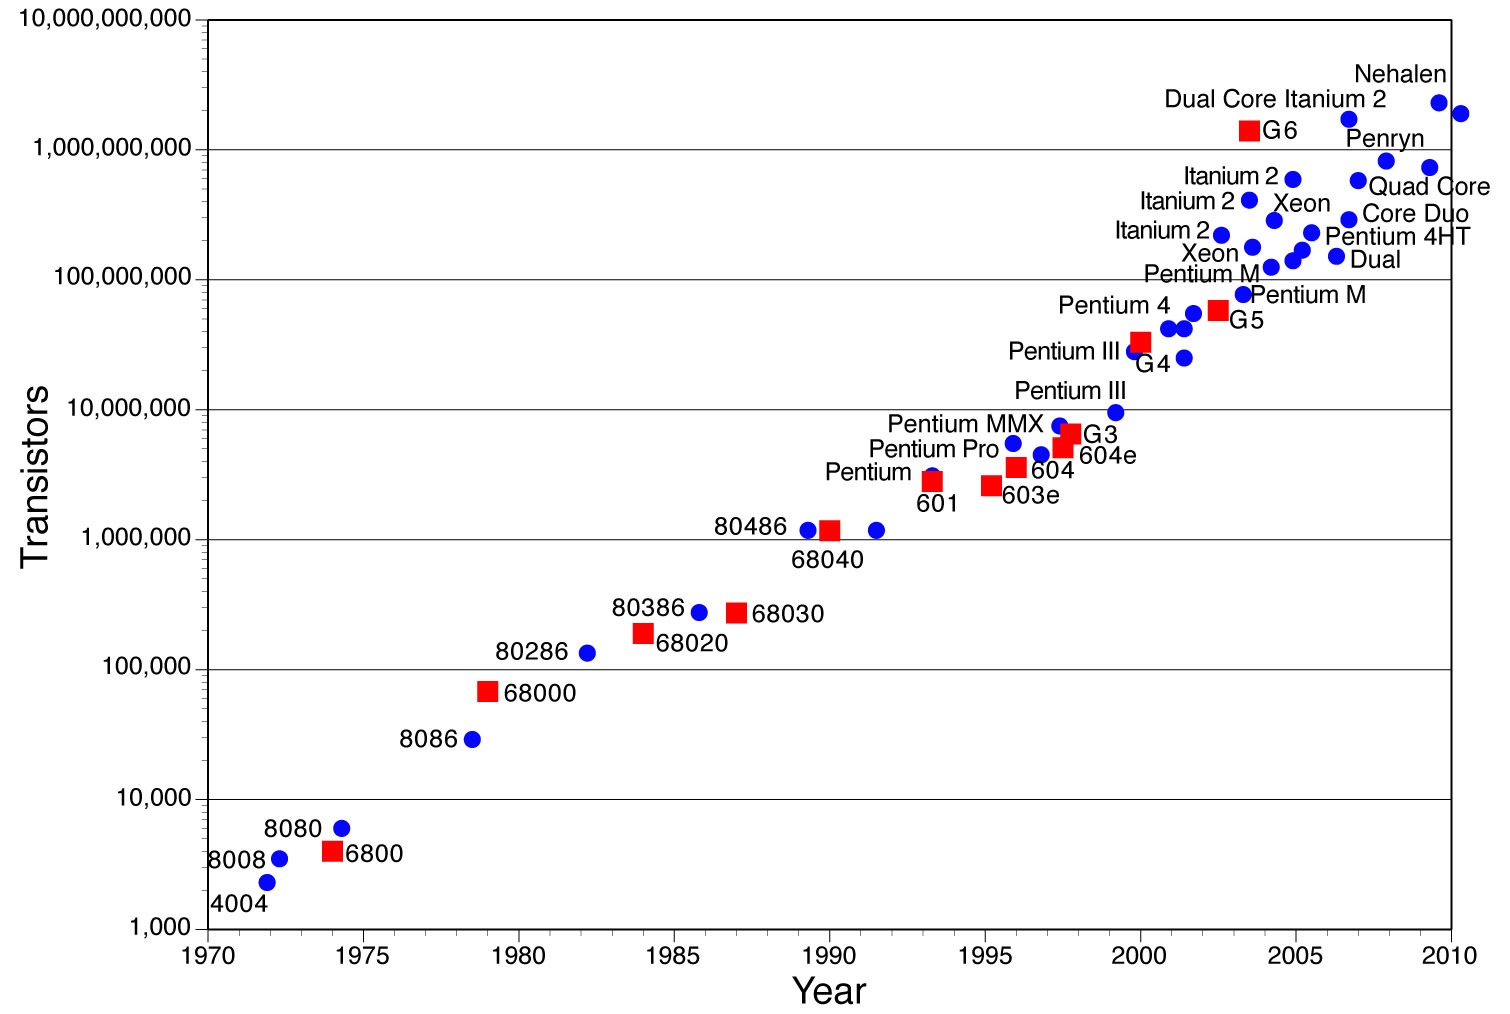 10,000,000,000
Nehalen
Dual Core Itanium 2
G6
Penryn
1,000,000,000
Itanium 2
Quad Core
Itanium 2
Xeon
Core Duo
Itanium 2
Pentium 4HT
Xeon
Dual
Pentium M
100,000,000
Pentium M
Pentium 4
G5
Pentium III
G4
Pentium III
10,000,000
Pentium MMX
G3
Pentium Pro
604e
Pentium
604
603e
601
80486
1,000,000
68040
80386
68030
68020
80286
100,000
68000
8086
10,000
8080
6800
8008
4004
1,000
Transistors
1970 1975 1980 1985 1990 1995 2000 2005 2010
Year